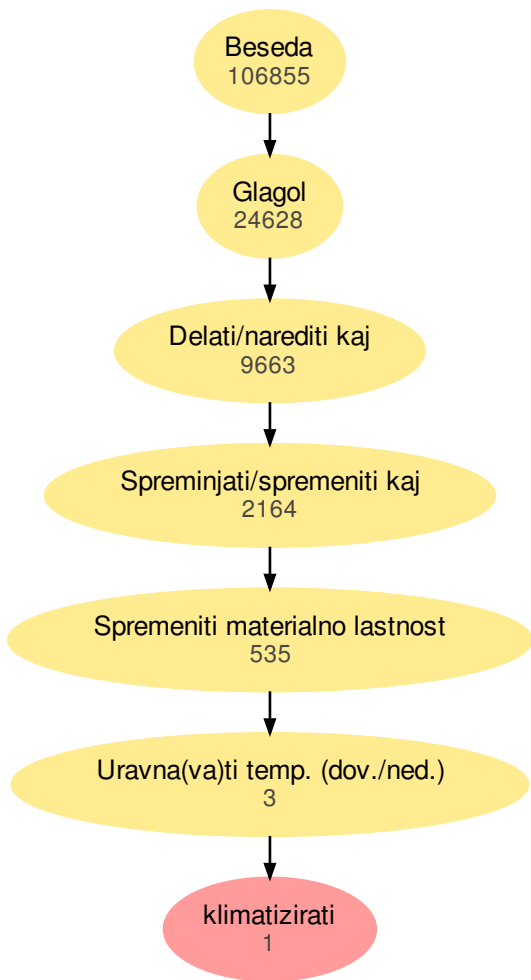 Beseda
106855
Glagol
24628
Delati/narediti kaj
9663
Spreminjati/spremeniti kaj
2164
Spremeniti materialno lastnost
535
Uravna(va)ti temp. (dov./ned.)
3
klimatizirati
1